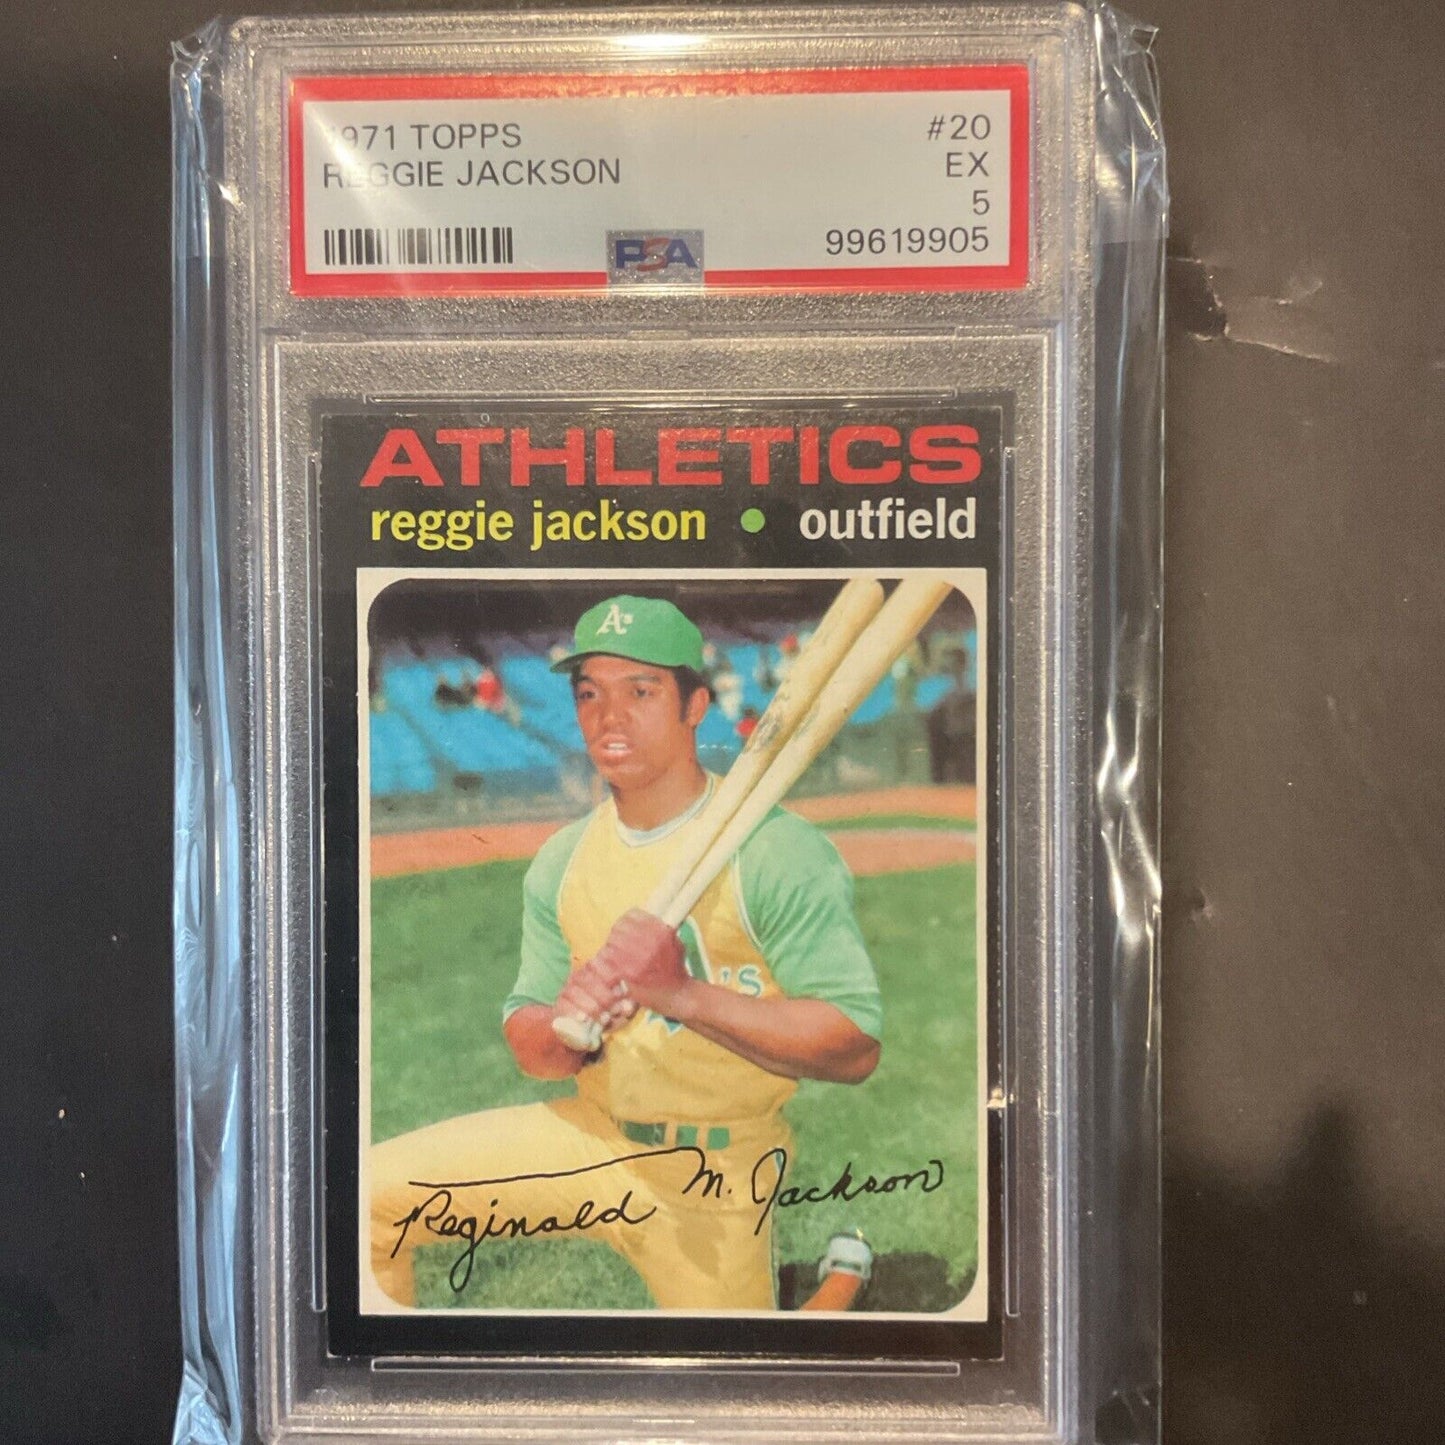 1971 TOPPS #20
REGGIE JACKSON EX
5
PSA 99619905
ATHLETICS
reggie jackson • outfield
A's
A's
Reginald M. Jackson